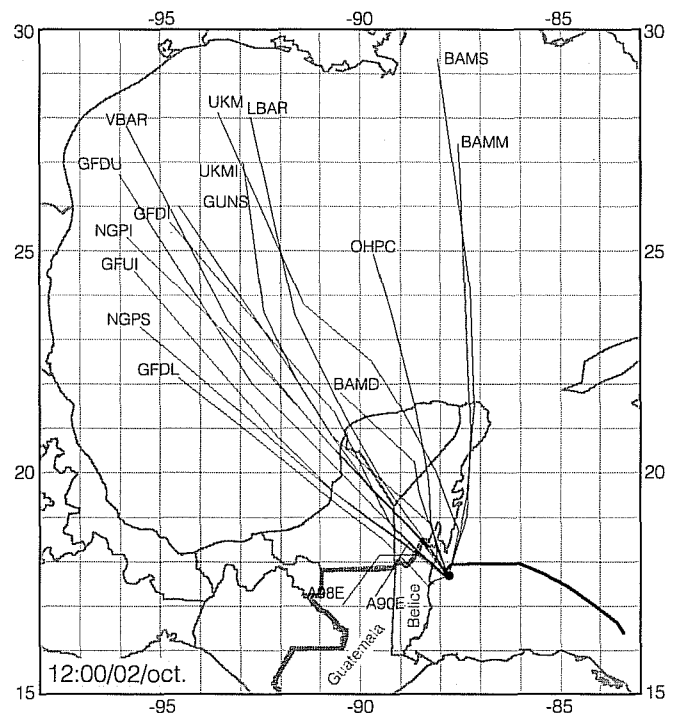 -95 -90 -85
30 30
BAMS
UKM LBAR
VBAR
BAMM
GFDU
UKMI
GUNS
GFDI
NGPI
OHPC
25 25
GFUI
NGPS
GFDL
BAMD
20 20
A98E
A90E
Belice
Guatemala
12:00/02/oct.
15 15
-95 -90 -85